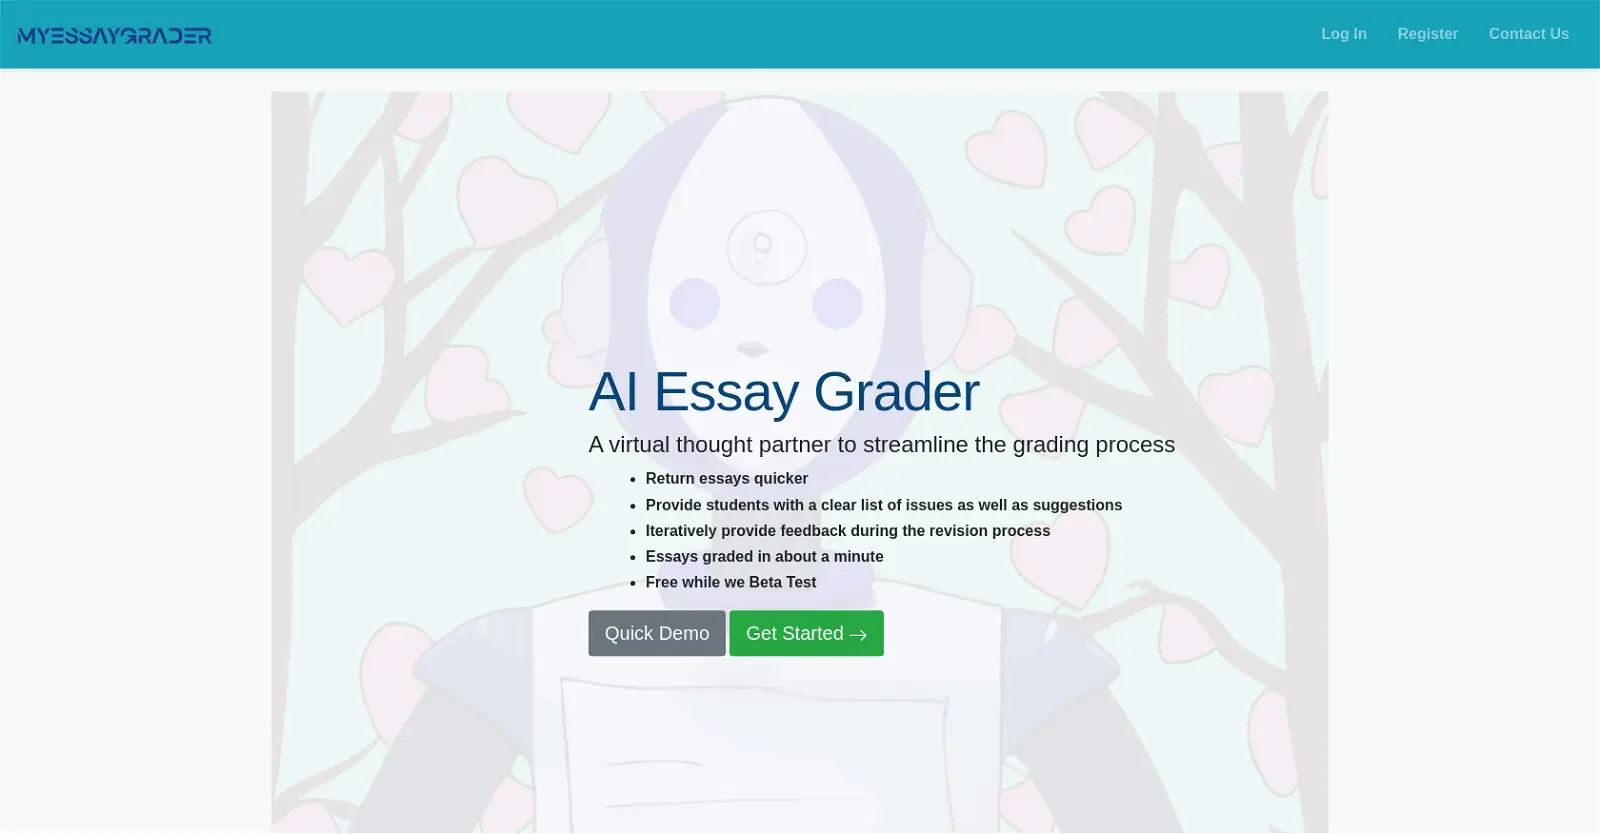 MYESSAYGRADER
Log In
Register
Contact Us
AI Essay Grader
A virtual thought partner to streamline the grading process
Return essays quicker
Provide students with a clear list of issues as well as suggestions
Iteratively provide feedback during the revision process
Essays graded in about a minute
Free while we Beta Test
Quick Demo
Get Started →